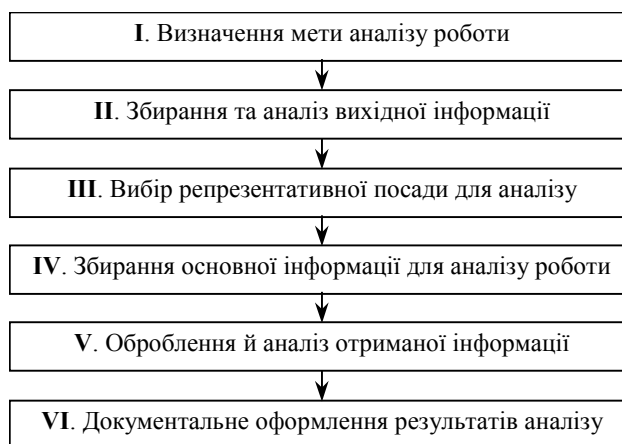 I. Визначення мети аналізу роботи
II. Збирання та аналіз вихідної інформації
III. Вибір репрезентативної посади для аналізу
IV. Збирання основної інформації для аналізу роботи
V. Оброблення й аналіз отриманої інформації
VI. Документальне оформлення результатів аналізу